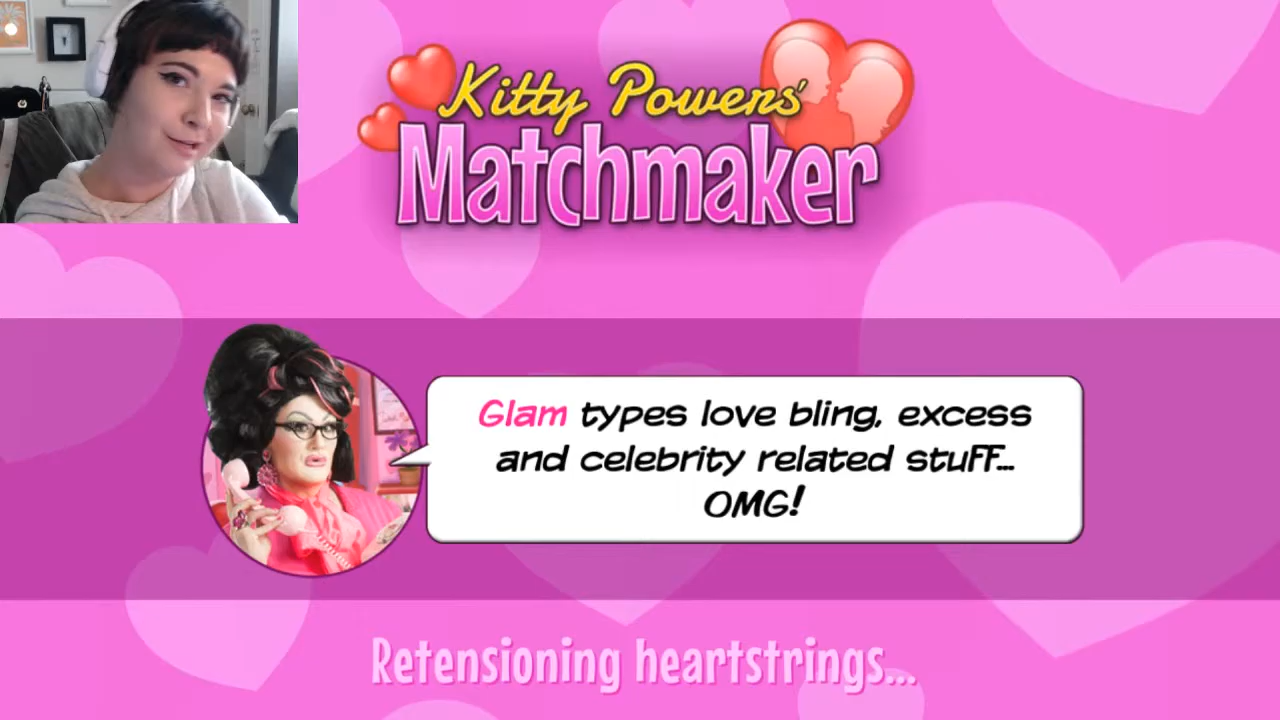 Kitty Powers'
Matchmaker
Glam types love bling, excess
and celebrity related stuff...
OMG!
Retensioning heartstrings...